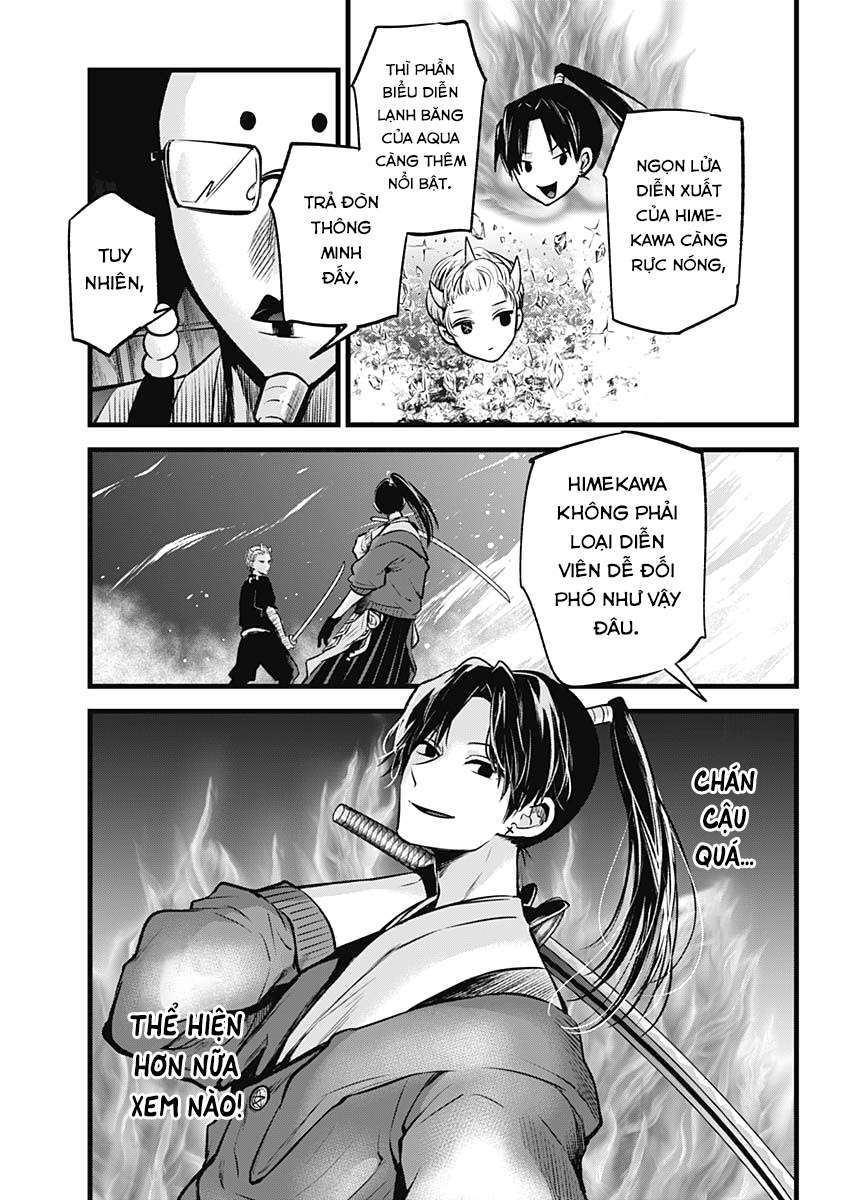 NGỌN LỬA
DIỄN XUẤT
CỦA HIME-
KAWA CÀNG
RỰC NÓNG,
THÌ PHẦN
BIỂU DIỄN
LẠNH BĂNG
CỦA AQUA
CÀNG THÊM
NỔI BẬT.
TRẢ ĐÒN
THÔNG
MINH
ĐẤY.
TUY
NHIÊN,
HIMEKAWA
KHÔNG PHẢI
LOẠI DIỄN
VIÊN DỄ ĐỐI
PHÓ NHƯ VẬY
ĐÂU.
CHÁN
CẬU
QUÁ...
THỂ HIỆN
HƠN NỮA
XEM NÀO!